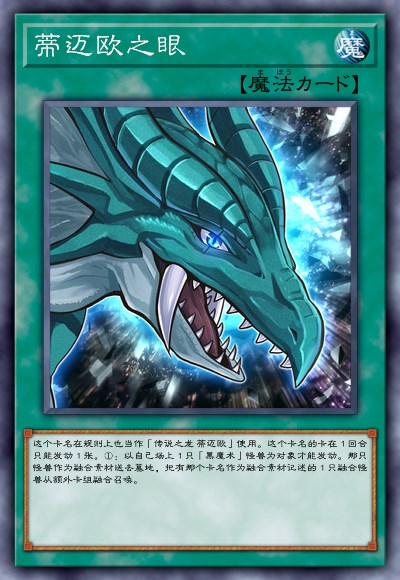 蒂迈欧之眼
魔
【魔法カード】
ま ほう
这个卡名在规则上也当作「传说之龙 蒂迈欧」使用。这个卡名的卡在１回合
只能发动１张。①：以自己场上１只「黑魔术」怪兽为对象才能发动。那只
怪兽作为融合素材送去墓地，把有那个卡名作为融合素材记述的１只融合怪
兽从额外卡组融合召唤。